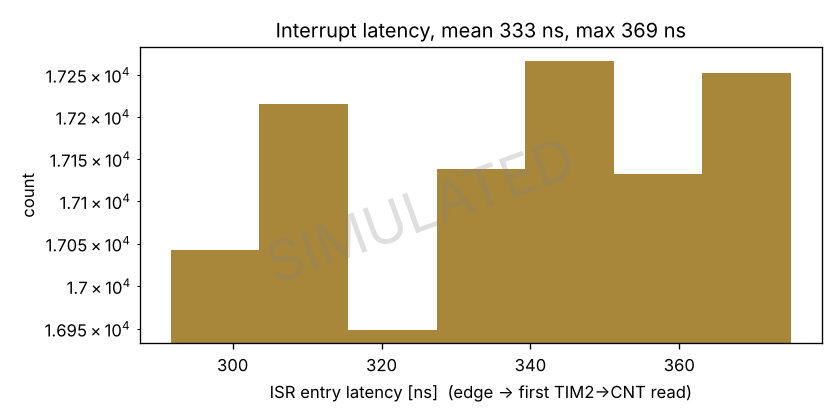 Interrupt latency, mean 333 ns, max 369 ns
1.725 × 10⁴
1.72 × 10⁴
1.715 × 10⁴
1.71 × 10⁴
1.705 × 10⁴
1.7 × 10⁴
1.695 × 10⁴
count
SIMULATED
300 320 340 360
ISR entry latency [ns]  (edge → first TIM2→CNT read)